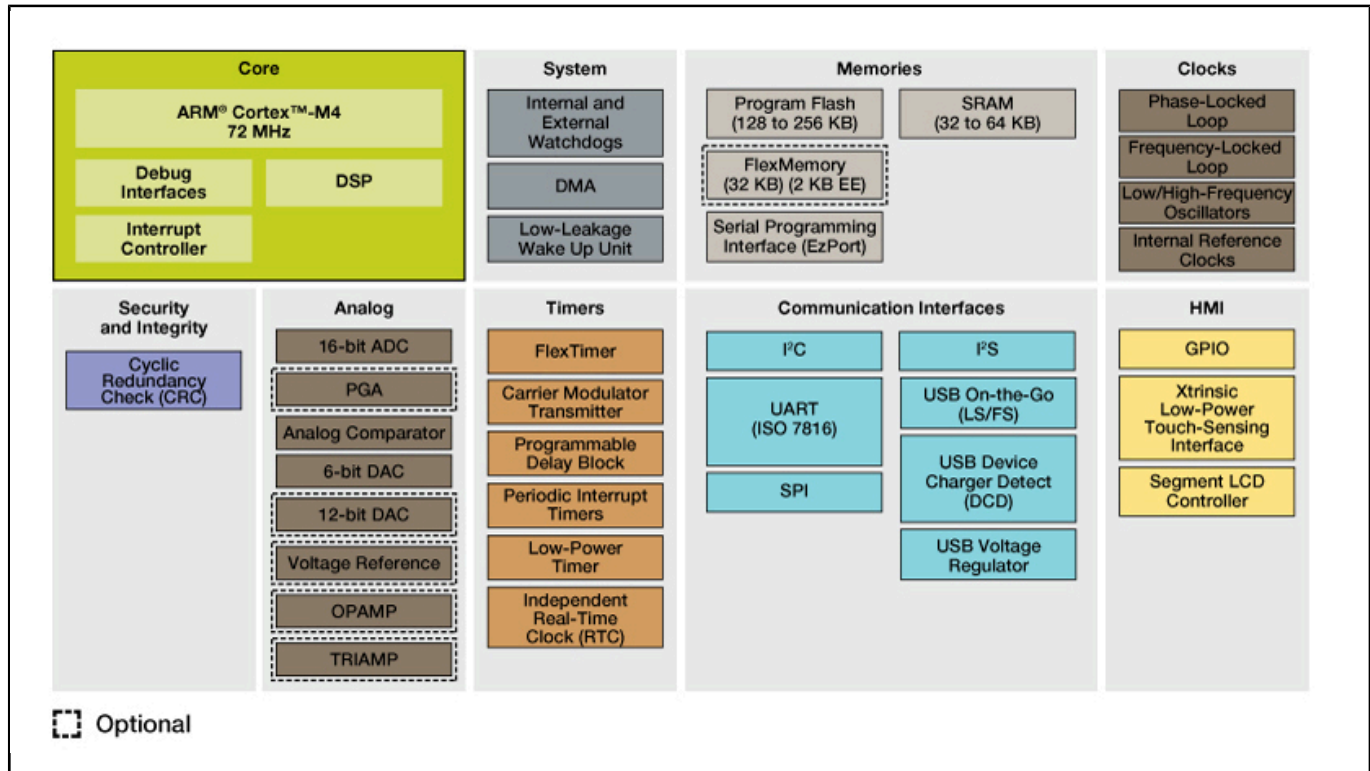 Core
ARM® Cortex™-M4
72 MHz
Debug
Interfaces
DSP
Interrupt
Controller
System
Internal and
External
Watchdogs
DMA
Low-Leakage
Wake Up Unit
Memories
Program Flash
(128 to 256 KB)
SRAM
(32 to 64 KB)
FlexMemory
(32 KB) (2 KB EE)
Serial Programming
Interface (EzPort)
Clocks
Phase-Locked
Loop
Frequency-Locked
Loop
Low/High-Frequency
Oscillators
Internal Reference
Clocks
Security
and Integrity
Cyclic
Redundancy
Check (CRC)
Analog
16-bit ADC
PGA
Analog Comparator
6-bit DAC
12-bit DAC
Voltage Reference
OPAMP
TRIAMP
Timers
FlexTimer
Carrier Modulator
Transmitter
Programmable
Delay Block
Periodic Interrupt
Timers
Low-Power
Timer
Independent
Real-Time
Clock (RTC)
Communication Interfaces
I²C
I²S
UART
(ISO 7816)
USB On-the-Go
(LS/FS)
USB Device
Charger Detect
(DCD)
SPI
USB Voltage
Regulator
HMI
GPIO
Xtrinsic
Low-Power
Touch-Sensing
Interface
Segment LCD
Controller
Optional